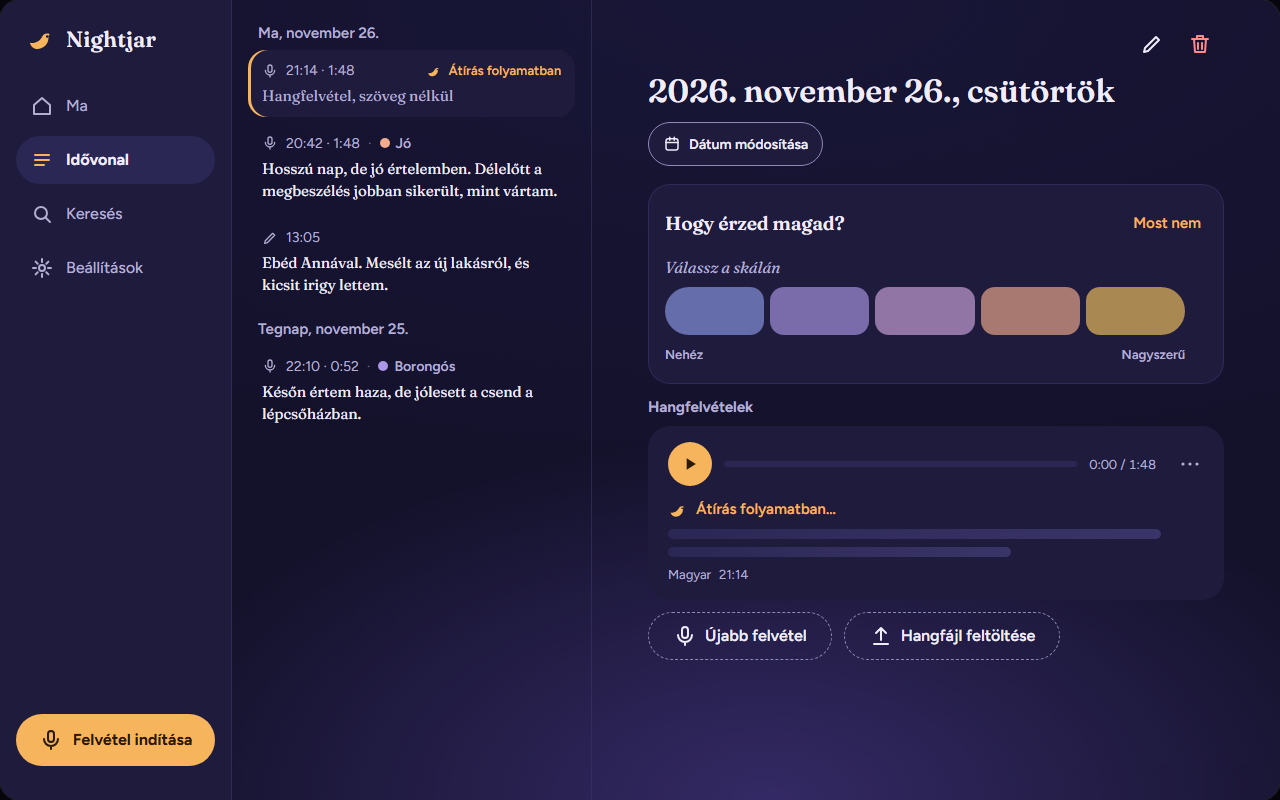 Nightjar
Ma
Idővonal
Keresés
Beállítások
Felvétel indítása
Ma, november 26.
21:14 · 1:48
Átírás folyamatban
Hangfelvétel, szöveg nélkül
20:42 · 1:48 · Jó
Hosszú nap, de jó értelemben. Délelőtt a
megbeszélés jobban sikerült, mint vártam.
13:05
Ebéd Annával. Mesélt az új lakásról, és
kicsit irigy lettem.
Tegnap, november 25.
22:10 · 0:52 · Borongós
Későn értem haza, de jólesett a csend a
lépcsőházban.
2026. november 26., csütörtök
Dátum módosítása
Hogy érzed magad?
Most nem
Válassz a skálán
Nehéz
Nagyszerű
Hangfelvételek
0:00 / 1:48
Átírás folyamatban…
Magyar 21:14
Újabb felvétel
Hangfájl feltöltése